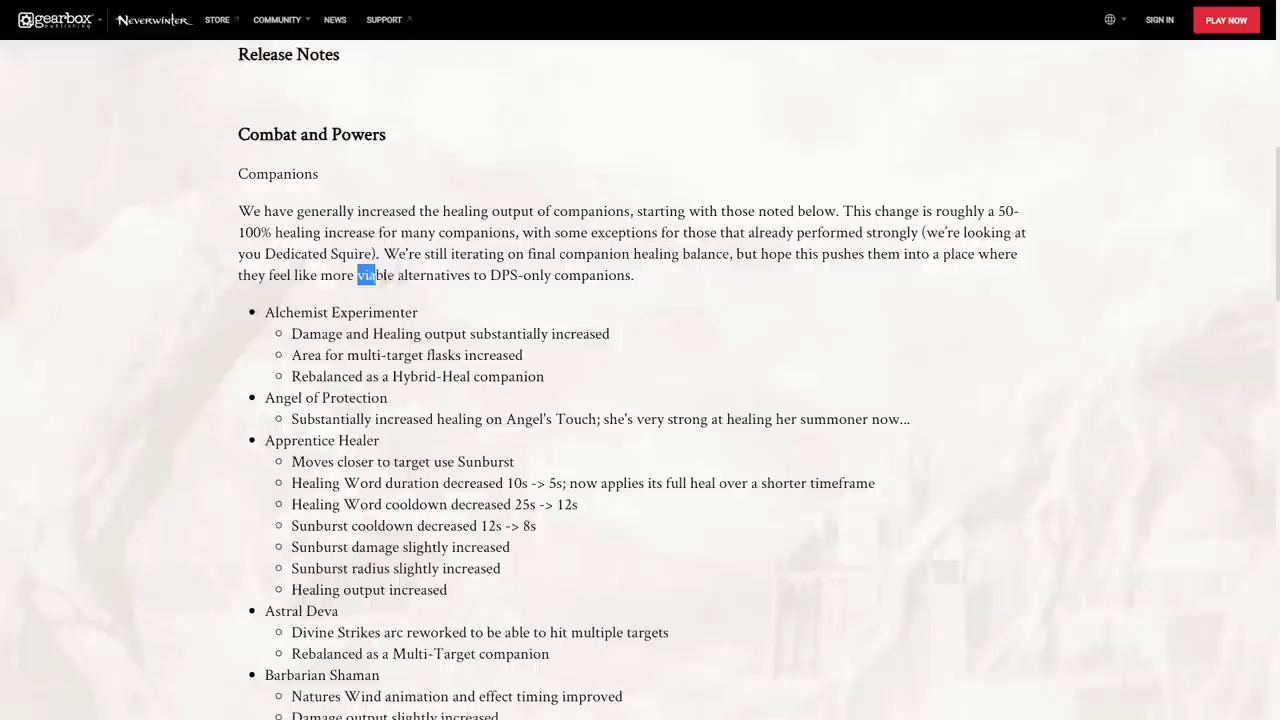 gearbox
publishing
NEVERWINTER
STORE
COMMUNITY
NEWS
SUPPORT
SIGN IN
PLAY NOW
Release Notes
Combat and Powers
Companions
We have generally increased the healing output of companions, starting with those noted below. This change is roughly a 50-
100% healing increase for many companions, with some exceptions for those that already performed strongly (we're looking at
you Dedicated Squire). We're still iterating on final companion healing balance, but hope this pushes them into a place where
they feel like more viable alternatives to DPS-only companions.
Alchemist Experimenter
Damage and Healing output substantially increased
Area for multi-target flasks increased
Rebalanced as a Hybrid-Heal companion
Angel of Protection
Substantially increased healing on Angel's Touch; she's very strong at healing her summoner now...
Apprentice Healer
Moves closer to target use Sunburst
Healing Word duration decreased 10s -> 5s; now applies its full heal over a shorter timeframe
Healing Word cooldown decreased 25s -> 12s
Sunburst cooldown decreased 12s -> 8s
Sunburst damage slightly increased
Sunburst radius slightly increased
Healing output increased
Astral Deva
Divine Strikes arc reworked to be able to hit multiple targets
Rebalanced as a Multi-Target companion
Barbarian Shaman
Natures Wind animation and effect timing improved
Damage output slightly increased